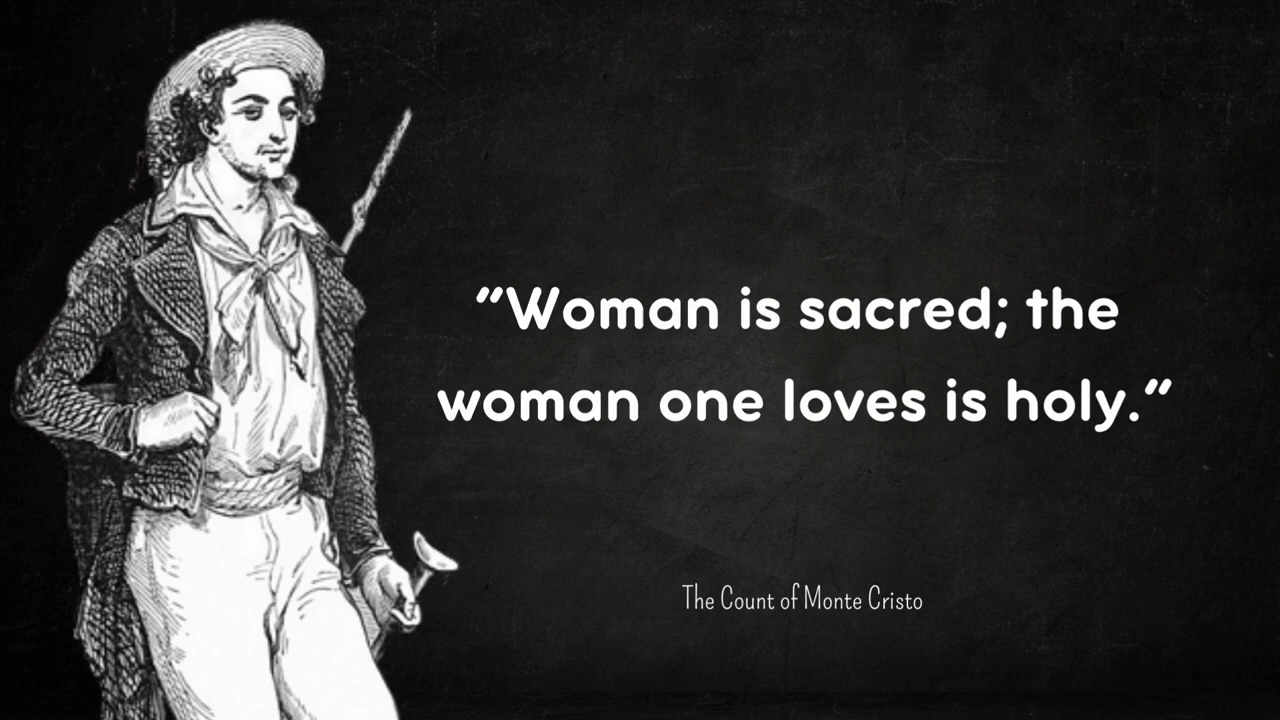 “Woman is sacred; the
woman one loves is holy.”
The Count of Monte Cristo